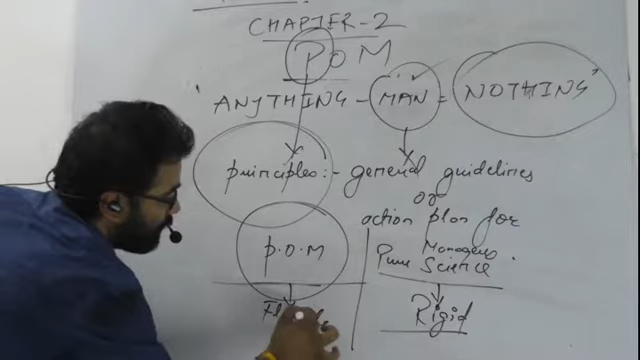 CHAPTER-2
POM
ANYTHING - MAN = NOTHING
principles:- general guidelines
or
action plan for
Managers.
P.O.M
Pure Science
Rigid